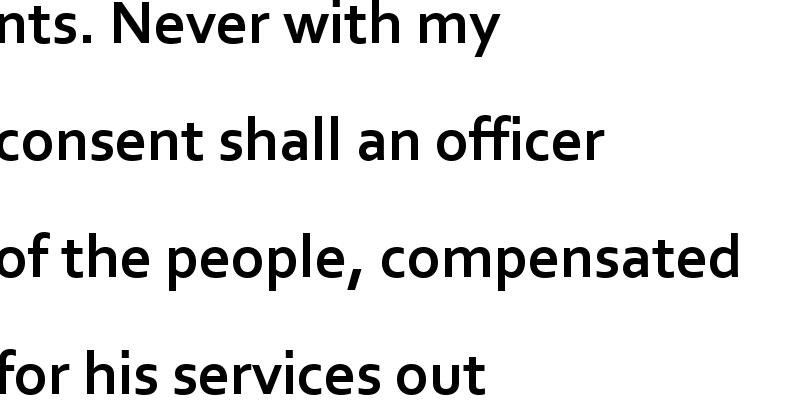 nts. Never with my
consent shall an officer
of the people, compensated
for his services out